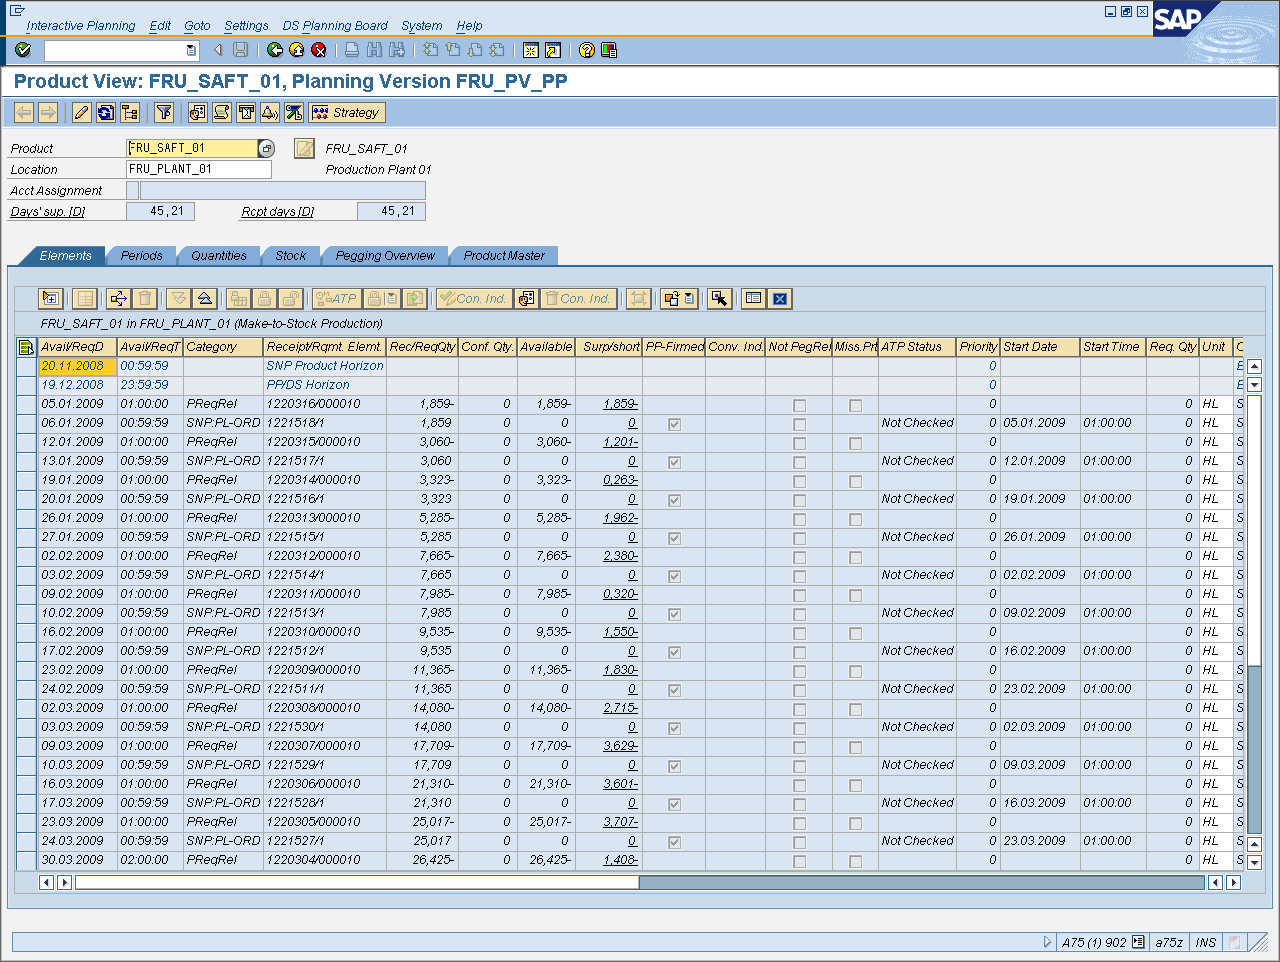 Interactive Planning Edit Goto Settings DS Planning Board System Help
SAP
Product View: FRU_SAFT_01, Planning Version FRU_PV_PP
Strategy
Product FRU_SAFT_01 FRU_SAFT_01
Location FRU_PLANT_01 Production Plant 01
Acct Assignment
Days' sup. [D] 45,21 Rcpt days [D] 45,21
Elements Periods Quantities Stock Pegging Overview Product Master
ATP Con. Ind. Con. Ind.
FRU_SAFT_01 in FRU_PLANT_01 (Make-to-Stock Production)
Avail/ReqD Avail/ReqT Category Receipt/Rqmt. Elemt. Rec/ReqQty Conf. Qty. Available Surp/short PP-Firmed Conv. Ind. Not PegRel Miss.Prt ATP Status Priority Start Date Start Time Req. Qty Unit
20.11.2008 00:59:59 SNP Product Horizon 0 E
19.12.2008 23:59:59 PP/DS Horizon 0 E
05.01.2009 01:00:00 PReqRel 1220316/000010 1,859- 0 1,859- 1,859- 0 0 HL S
06.01.2009 00:59:59 SNP:PL-ORD 1221518/1 1,859 0 0 0 Not Checked 0 05.01.2009 01:00:00 0 HL S
12.01.2009 01:00:00 PReqRel 1220315/000010 3,060- 0 3,060- 1,201- 0 0 HL S
13.01.2009 00:59:59 SNP:PL-ORD 1221517/1 3,060 0 0 0 Not Checked 0 12.01.2009 01:00:00 0 HL S
19.01.2009 01:00:00 PReqRel 1220314/000010 3,323- 0 3,323- 0,263- 0 0 HL S
20.01.2009 00:59:59 SNP:PL-ORD 1221516/1 3,323 0 0 0 Not Checked 0 19.01.2009 01:00:00 0 HL S
26.01.2009 01:00:00 PReqRel 1220313/000010 5,285- 0 5,285- 1,962- 0 0 HL S
27.01.2009 00:59:59 SNP:PL-ORD 1221515/1 5,285 0 0 0 Not Checked 0 26.01.2009 01:00:00 0 HL S
02.02.2009 01:00:00 PReqRel 1220312/000010 7,665- 0 7,665- 2,380- 0 0 HL S
03.02.2009 00:59:59 SNP:PL-ORD 1221514/1 7,665 0 0 0 Not Checked 0 02.02.2009 01:00:00 0 HL S
09.02.2009 01:00:00 PReqRel 1220311/000010 7,985- 0 7,985- 0,320- 0 0 HL S
10.02.2009 00:59:59 SNP:PL-ORD 1221513/1 7,985 0 0 0 Not Checked 0 09.02.2009 01:00:00 0 HL S
16.02.2009 01:00:00 PReqRel 1220310/000010 9,535- 0 9,535- 1,550- 0 0 HL S
17.02.2009 00:59:59 SNP:PL-ORD 1221512/1 9,535 0 0 0 Not Checked 0 16.02.2009 01:00:00 0 HL S
23.02.2009 01:00:00 PReqRel 1220309/000010 11,365- 0 11,365- 1,830- 0 0 HL S
24.02.2009 00:59:59 SNP:PL-ORD 1221511/1 11,365 0 0 0 Not Checked 0 23.02.2009 01:00:00 0 HL S
02.03.2009 01:00:00 PReqRel 1220308/000010 14,080- 0 14,080- 2,715- 0 0 HL S
03.03.2009 00:59:59 SNP:PL-ORD 1221530/1 14,080 0 0 0 Not Checked 0 02.03.2009 01:00:00 0 HL S
09.03.2009 01:00:00 PReqRel 1220307/000010 17,709- 0 17,709- 3,629- 0 0 HL S
10.03.2009 00:59:59 SNP:PL-ORD 1221529/1 17,709 0 0 0 Not Checked 0 09.03.2009 01:00:00 0 HL S
16.03.2009 01:00:00 PReqRel 1220306/000010 21,310- 0 21,310- 3,601- 0 0 HL S
17.03.2009 00:59:59 SNP:PL-ORD 1221528/1 21,310 0 0 0 Not Checked 0 16.03.2009 01:00:00 0 HL S
23.03.2009 01:00:00 PReqRel 1220305/000010 25,017- 0 25,017- 3,707- 0 0 HL S
24.03.2009 00:59:59 SNP:PL-ORD 1221527/1 25,017 0 0 0 Not Checked 0 23.03.2009 01:00:00 0 HL S
30.03.2009 02:00:00 PReqRel 1220304/000010 26,425- 0 26,425- 1,408- 0 0 HL S
A75 (1) 902 a75z INS